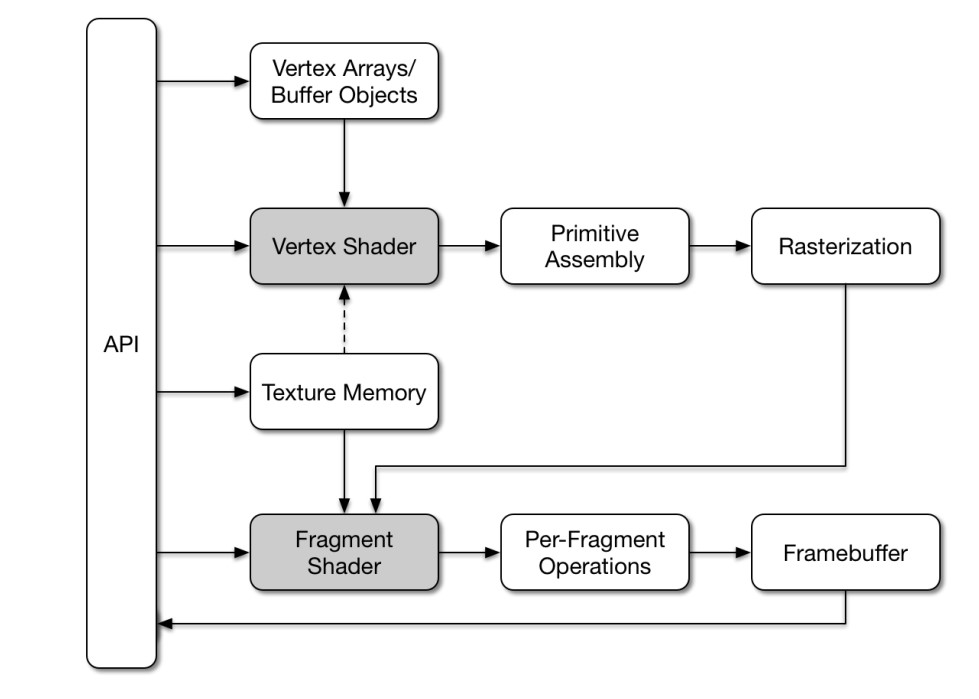 Vertex Arrays/
Buffer Objects
Vertex Shader
Primitive
Assembly
Rasterization
API
Texture Memory
Fragment
Shader
Per-Fragment
Operations
Framebuffer